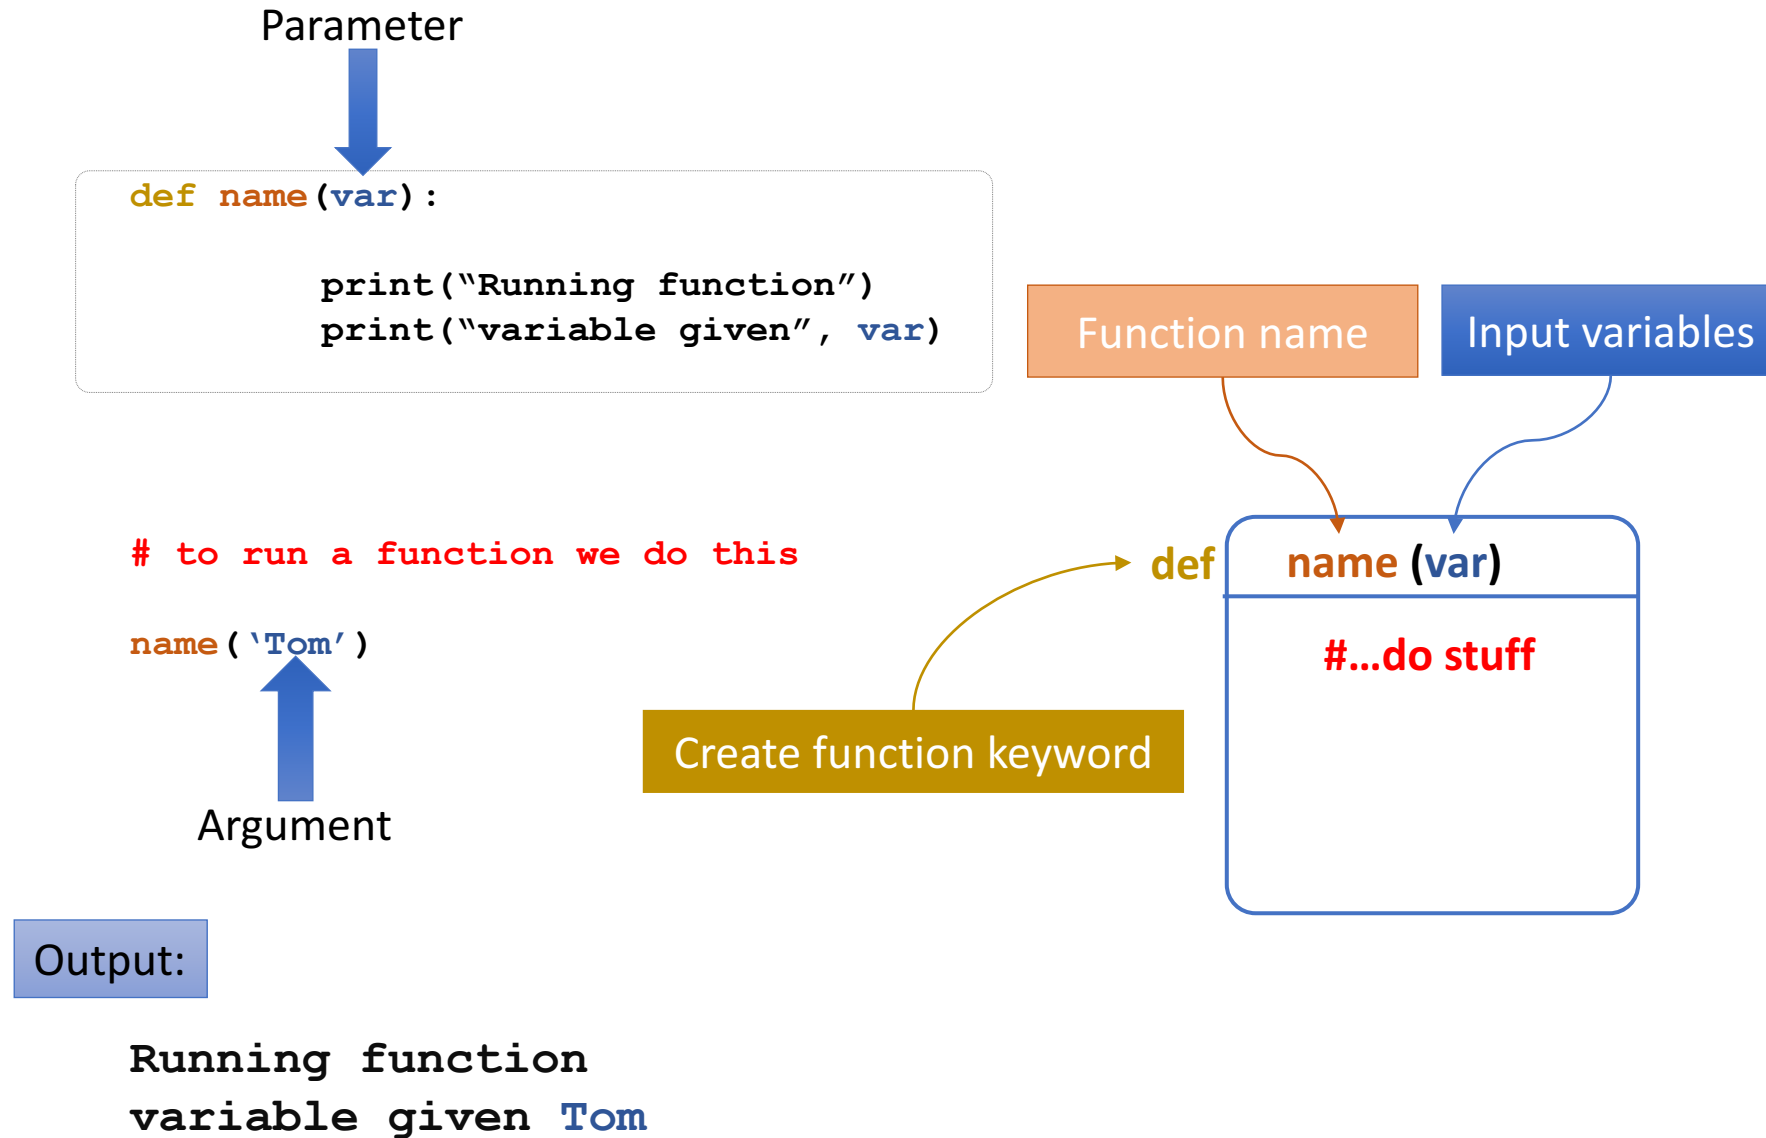 Parameter
def name(var):
print(“Running function”)
print(“variable given”, var)
Function name
Input variables
# to run a function we do this
name(‘Tom’)
Argument
def name (var)
#...do stuff
Create function keyword
Output:
Running function
variable given Tom